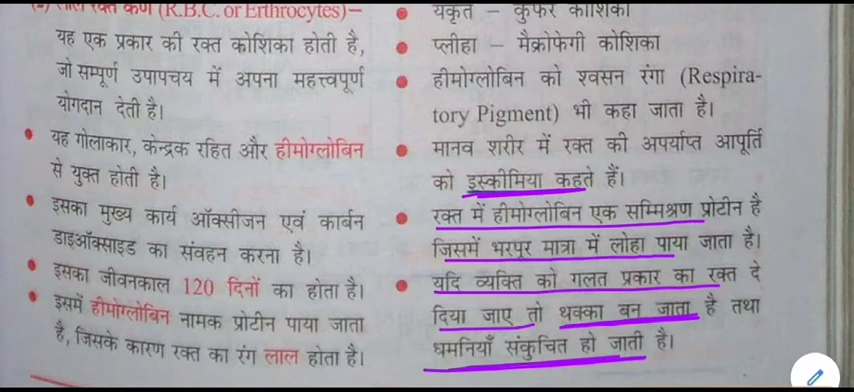 लाल रक्त कण (R.B.C. or Erthrocytes)–
यह एक प्रकार की रक्त कोशिका होती है,
जो सम्पूर्ण उपापचय में अपना महत्त्वपूर्ण
योगदान देती है।
• यह गोलाकार, केन्द्रक रहित और हीमोग्लोबिन
से युक्त होती है।
• इसका मुख्य कार्य ऑक्सीजन एवं कार्बन
डाइऑक्साइड का संवहन करना है।
• इसका जीवनकाल 120 दिनों का होता है।
• इसमें हीमोग्लोबिन नामक प्रोटीन पाया जाता
है, जिसके कारण रक्त का रंग लाल होता है।
• यकृत – कुफर कोशिका
• प्लीहा – मैक्रोफेगी कोशिका
• हीमोग्लोबिन को श्वसन रंगा (Respira-
tory Pigment) भी कहा जाता है।
• मानव शरीर में रक्त की अपर्याप्त आपूर्ति
को इस्कीमिया कहते हैं।
• रक्त में हीमोग्लोबिन एक सम्मिश्रण प्रोटीन है
जिसमें भरपूर मात्रा में लोहा पाया जाता है।
• यदि व्यक्ति को गलत प्रकार का रक्त दे
दिया जाए तो थक्का बन जाता है तथा
धमनियाँ संकुचित हो जाती है।